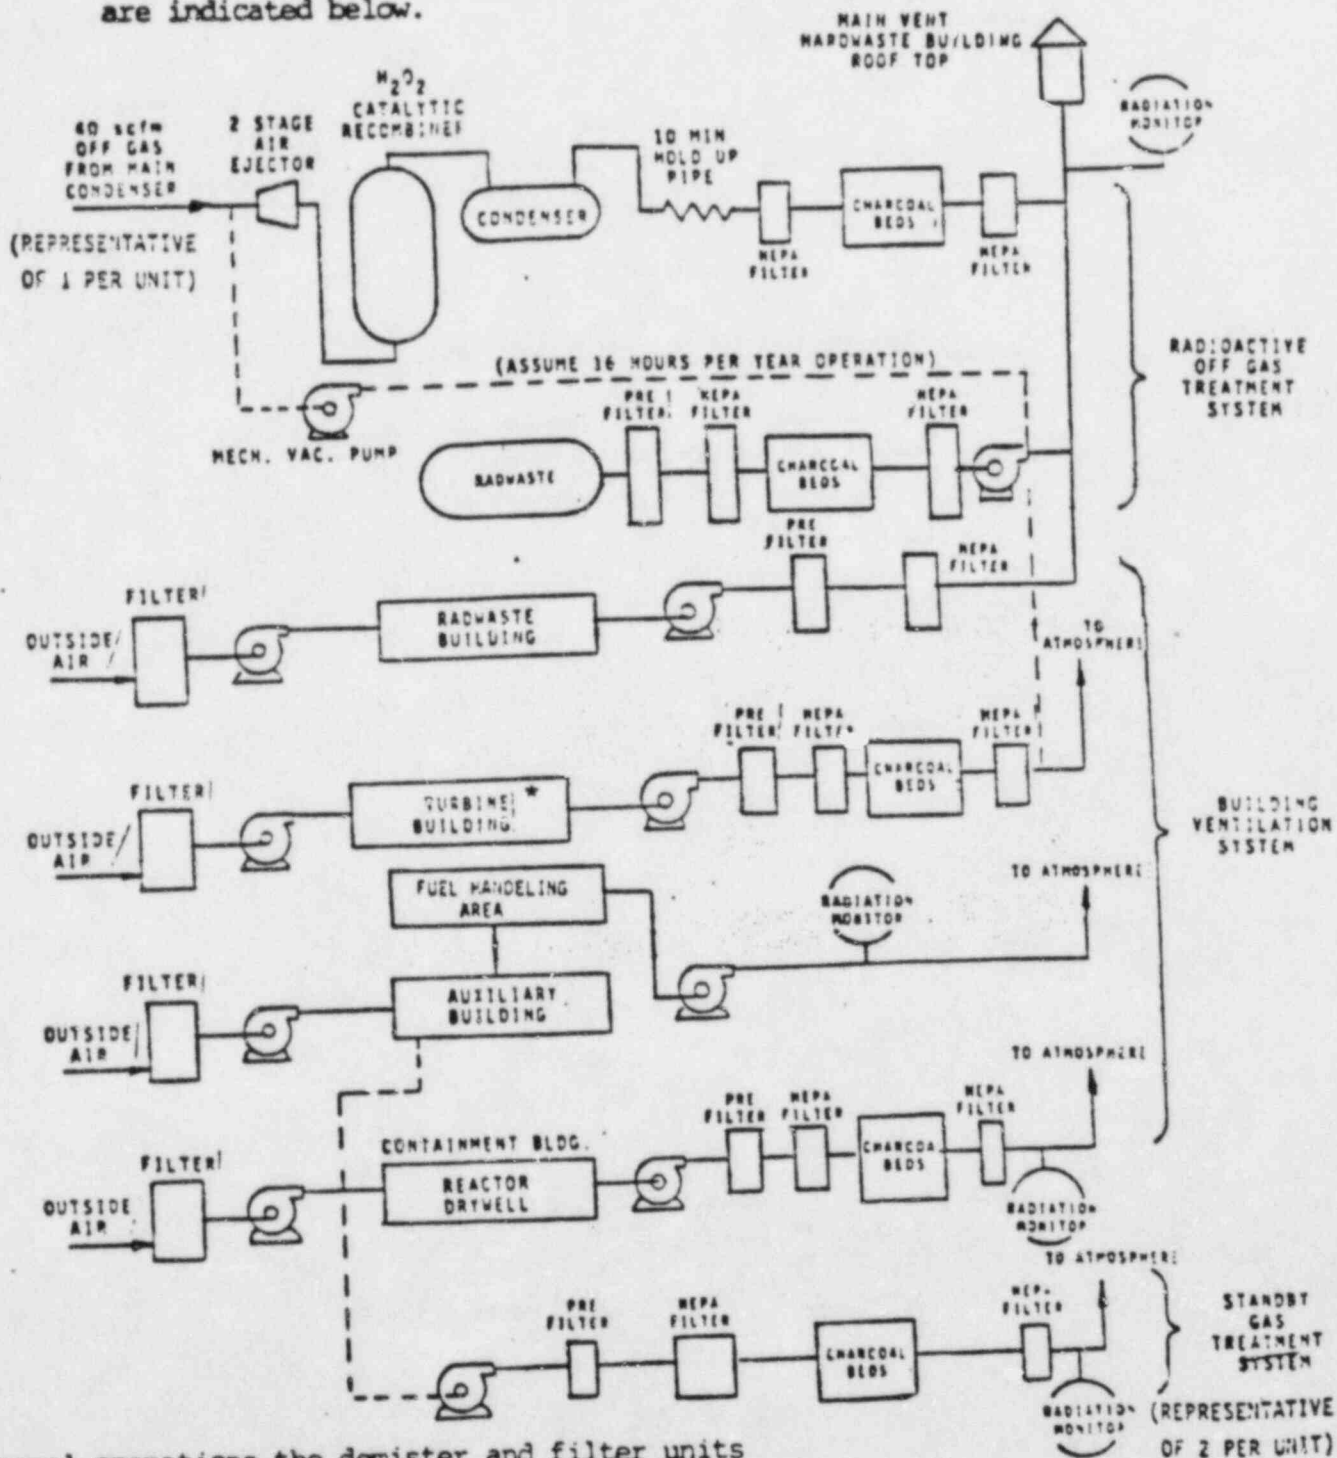 are indicated below.
MAIN VENT
HARDWASTE BUILDING
ROOF TOP
RADIATION
MONITOR
H2O2
CATALYTIC
RECOMBINER
60 scfm
OFF GAS
FROM MAIN
CONDENSER
2 STAGE
AIR
EJECTOR
10 MIN
HOLD UP
PIPE
CONDENSER
CHARCOAL
BEDS
HEPA
FILTER
HEPA
FILTER
(REPRESENTATIVE
OF 1 PER UNIT)
RADIOACTIVE
OFF GAS
TREATMENT
SYSTEM
(ASSUME 16 HOURS PER YEAR OPERATION)
MECH. VAC. PUMP
PRE
FILTER
HEPA
FILTER
HEPA
FILTER
RADWASTE
CHARCOAL
BEDS
PRE
FILTER
HEPA
FILTER
FILTER
OUTSIDE
AIR
RADWASTE
BUILDING
TO
ATMOSPHERE
PRE
FILTER
HEPA
FILTER
HEPA
FILTER
CHARCOAL
BEDS
FILTER
OUTSIDE
AIR
TURBINE *
BUILDING
BUILDING
VENTILATION
SYSTEM
FUEL HANDELING
AREA
RADIATION
MONITOR
TO ATMOSPHERE
FILTER
OUTSIDE
AIR
AUXILIARY
BUILDING
TO ATMOSPHERE
PRE
FILTER
HEPA
FILTER
HEPA
FILTER
CHARCOAL
BEDS
CONTAINMENT BLDG.
REACTOR
DRYWELL
FILTER
OUTSIDE
AIR
RADIATION
MONITOR
TO ATMOSPHERE
PRE
FILTER
HEPA
FILTER
HEPA
FILTER
CHARCOAL
BEDS
STANDBY
GAS
TREATMENT
SYSTEM
RADIATION
MONITOR
(REPRESENTATIVE
OF 2 PER UNIT)
operations the demister and filter units